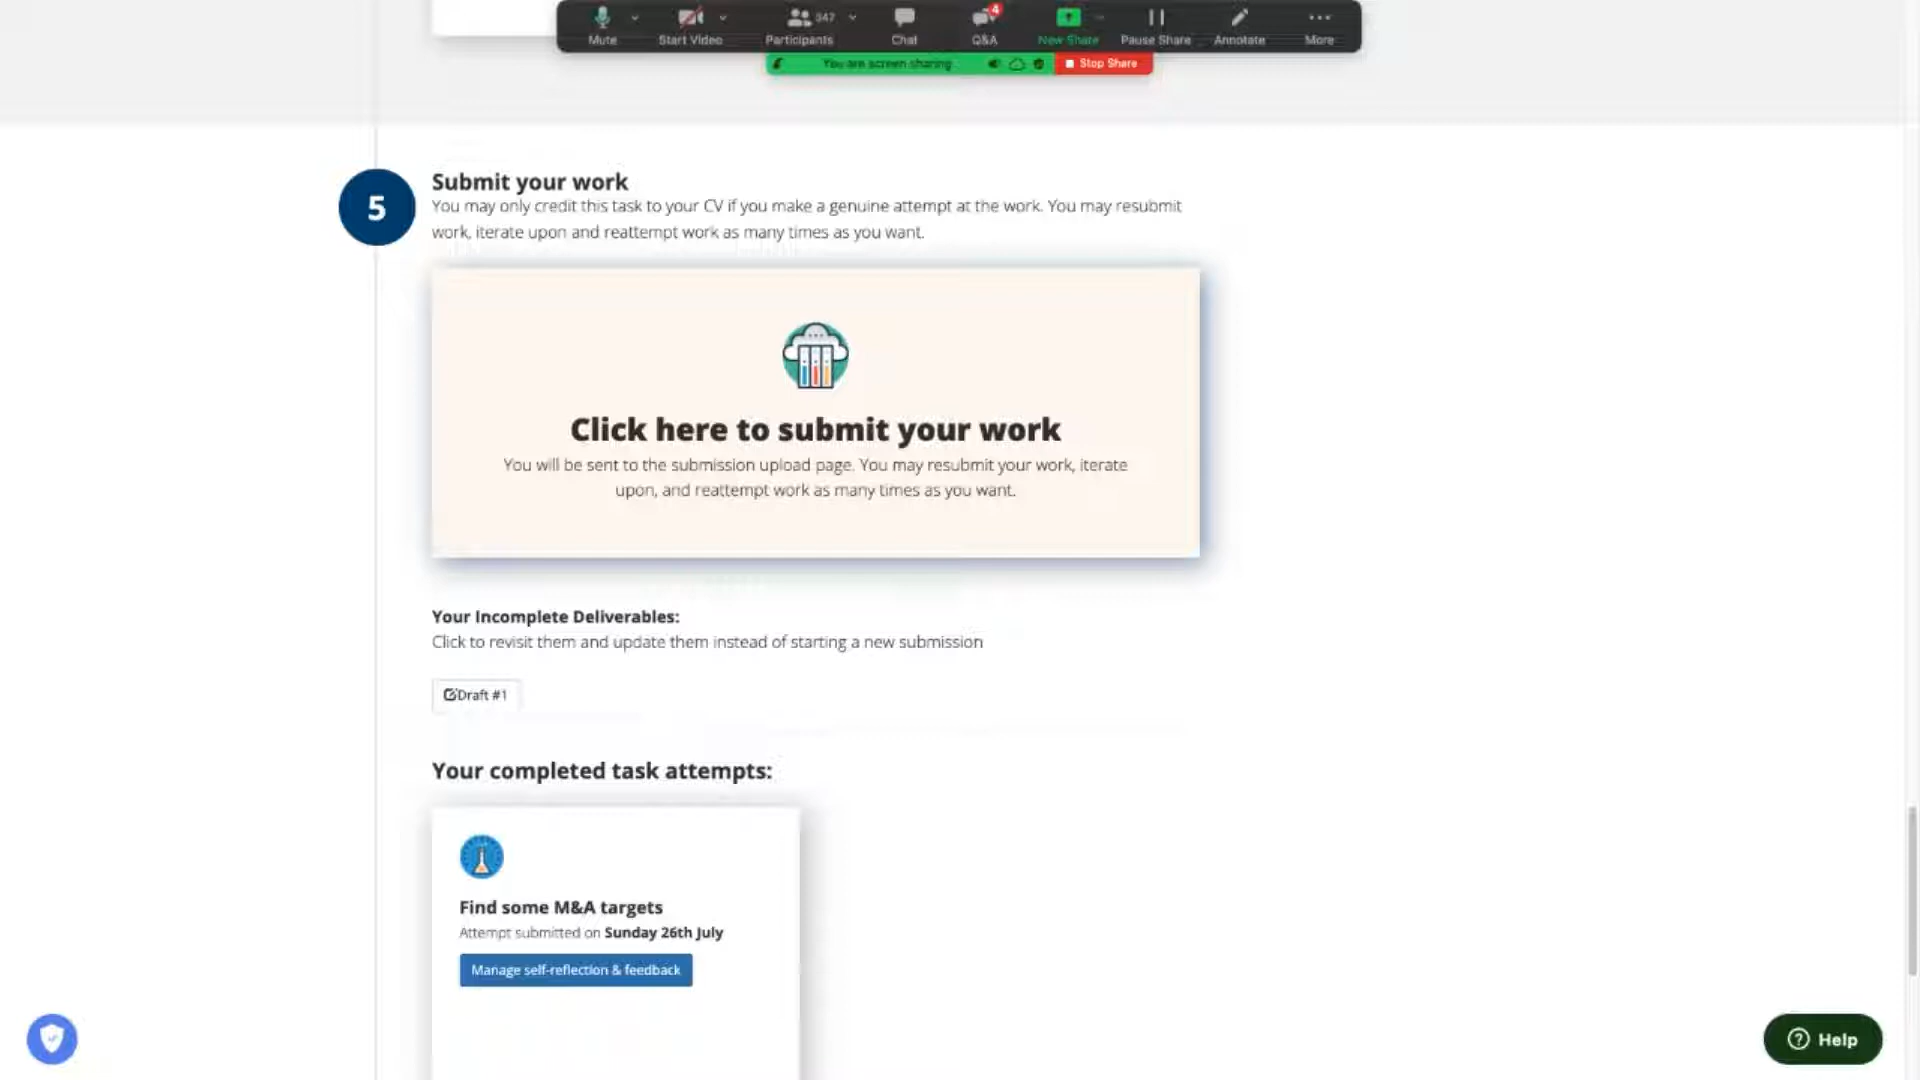 347
4
Mute
Start Video
Participants
Chat
Q&A
New Share
Pause Share
Annotate
More
You are screen sharing
Stop Share
5
Submit your work
You may only credit this task to your CV if you make a genuine attempt at the work. You may resubmit
work, iterate upon and reattempt work as many times as you want.
Click here to submit your work
You will be sent to the submission upload page. You may resubmit your work, iterate
upon, and reattempt work as many times as you want.
Your Incomplete Deliverables:
Click to revisit them and update them instead of starting a new submission
Draft #1
Your completed task attempts:
Find some M&A targets
Attempt submitted on Sunday 26th July
Manage self-reflection & feedback
Help